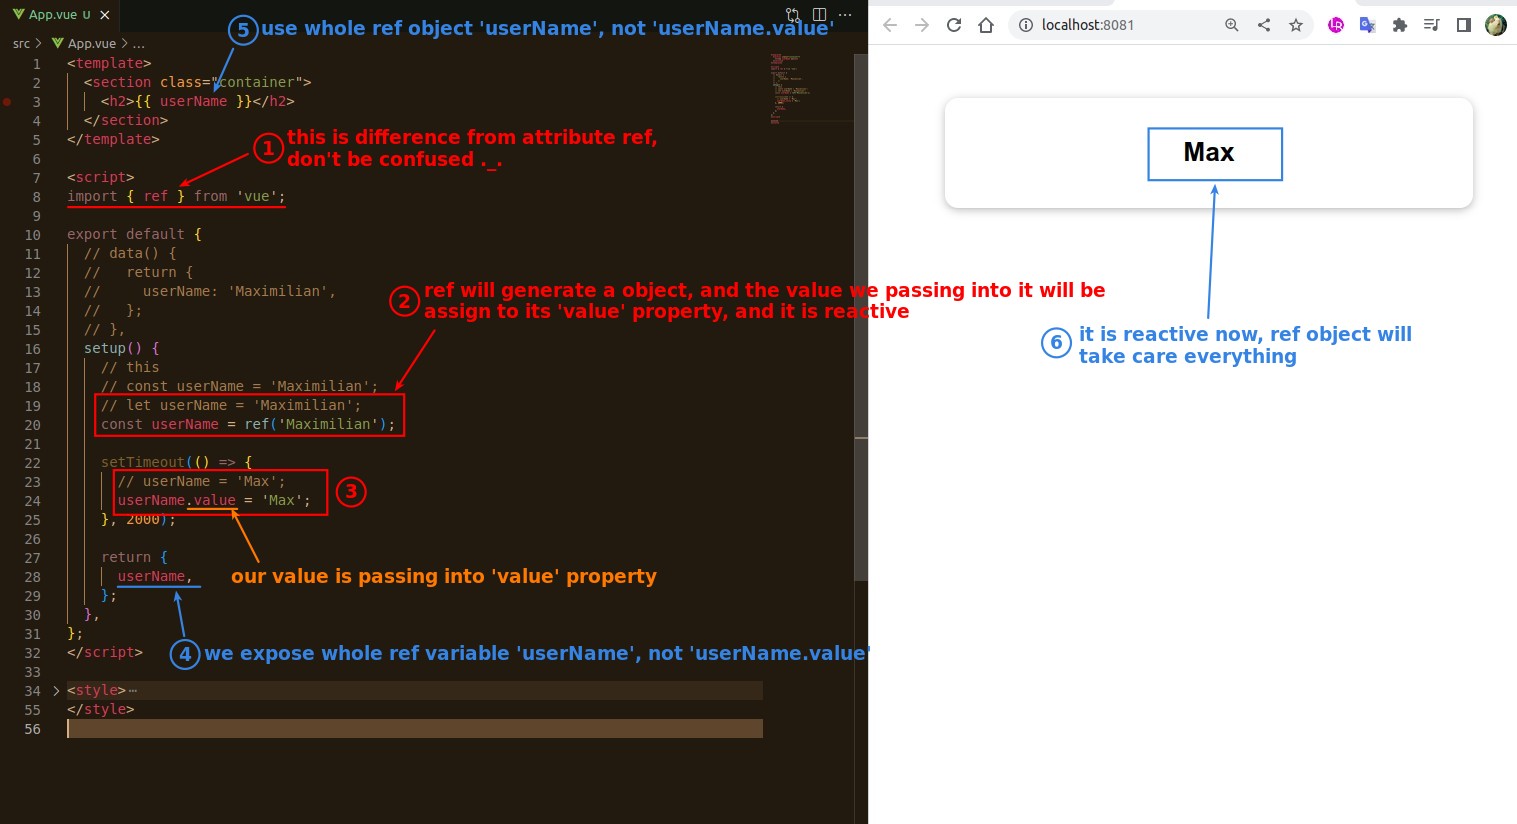 App.vue U
5 use whole ref object 'userName', not 'userName.value'
src > App.vue > ...
1 <template>
2 <section class="container">
3 <h2>{{ userName }}</h2>
4 </section>
5 </template>
1 this is difference from attribute ref,
don't be confused ._.
6
7 <script>
8 import { ref } from 'vue';
9
10 export default {
11 // data() {
12 // return {
13 // userName: 'Maximilian',
14 // };
15 // },
2 ref will generate a object, and the value we passing into it will be
assign to its 'value' property, and it is reactive
16 setup() {
17 // this
18 // const userName = 'Maximilian';
19 // let userName = 'Maximilian';
20 const userName = ref('Maximilian');
21
22 setTimeout(() => {
23 // userName = 'Max';
24 userName.value = 'Max';
3
25 }, 2000);
26
27 return {
28 userName,
our value is passing into 'value' property
29 };
30 },
31 };
32 </script>
4 we expose whole ref variable 'userName', not 'userName.value'
33
34 <style>⋯
55 </style>
56
localhost:8081
Max
6 it is reactive now, ref object will
take care everything